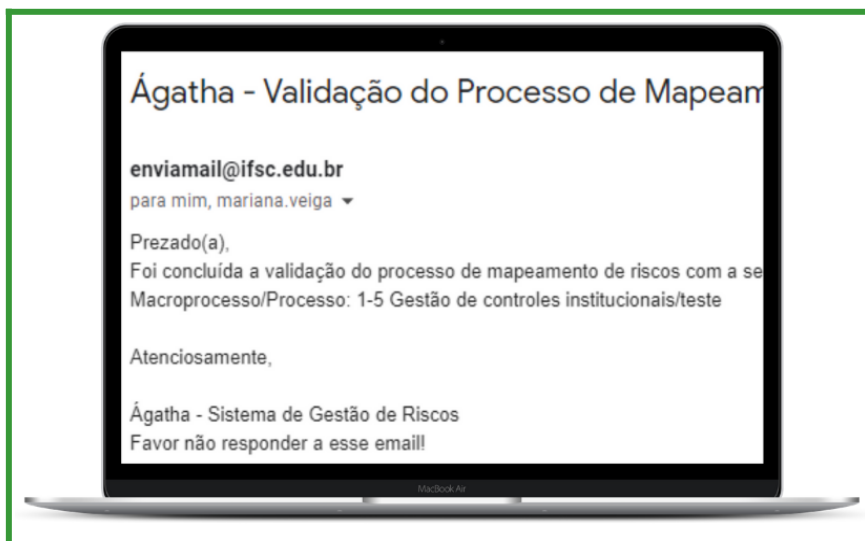 Ágatha - Validação do Processo de Mapeam
enviamail@ifsc.edu.br
para mim, mariana.veiga
Prezado(a),
Foi concluída a validação do processo de mapeamento de riscos com a se
Macroprocesso/Processo: 1-5 Gestão de controles institucionais/teste
Atenciosamente,
Ágatha - Sistema de Gestão de Riscos
Favor não responder a esse email!
MacBook Air